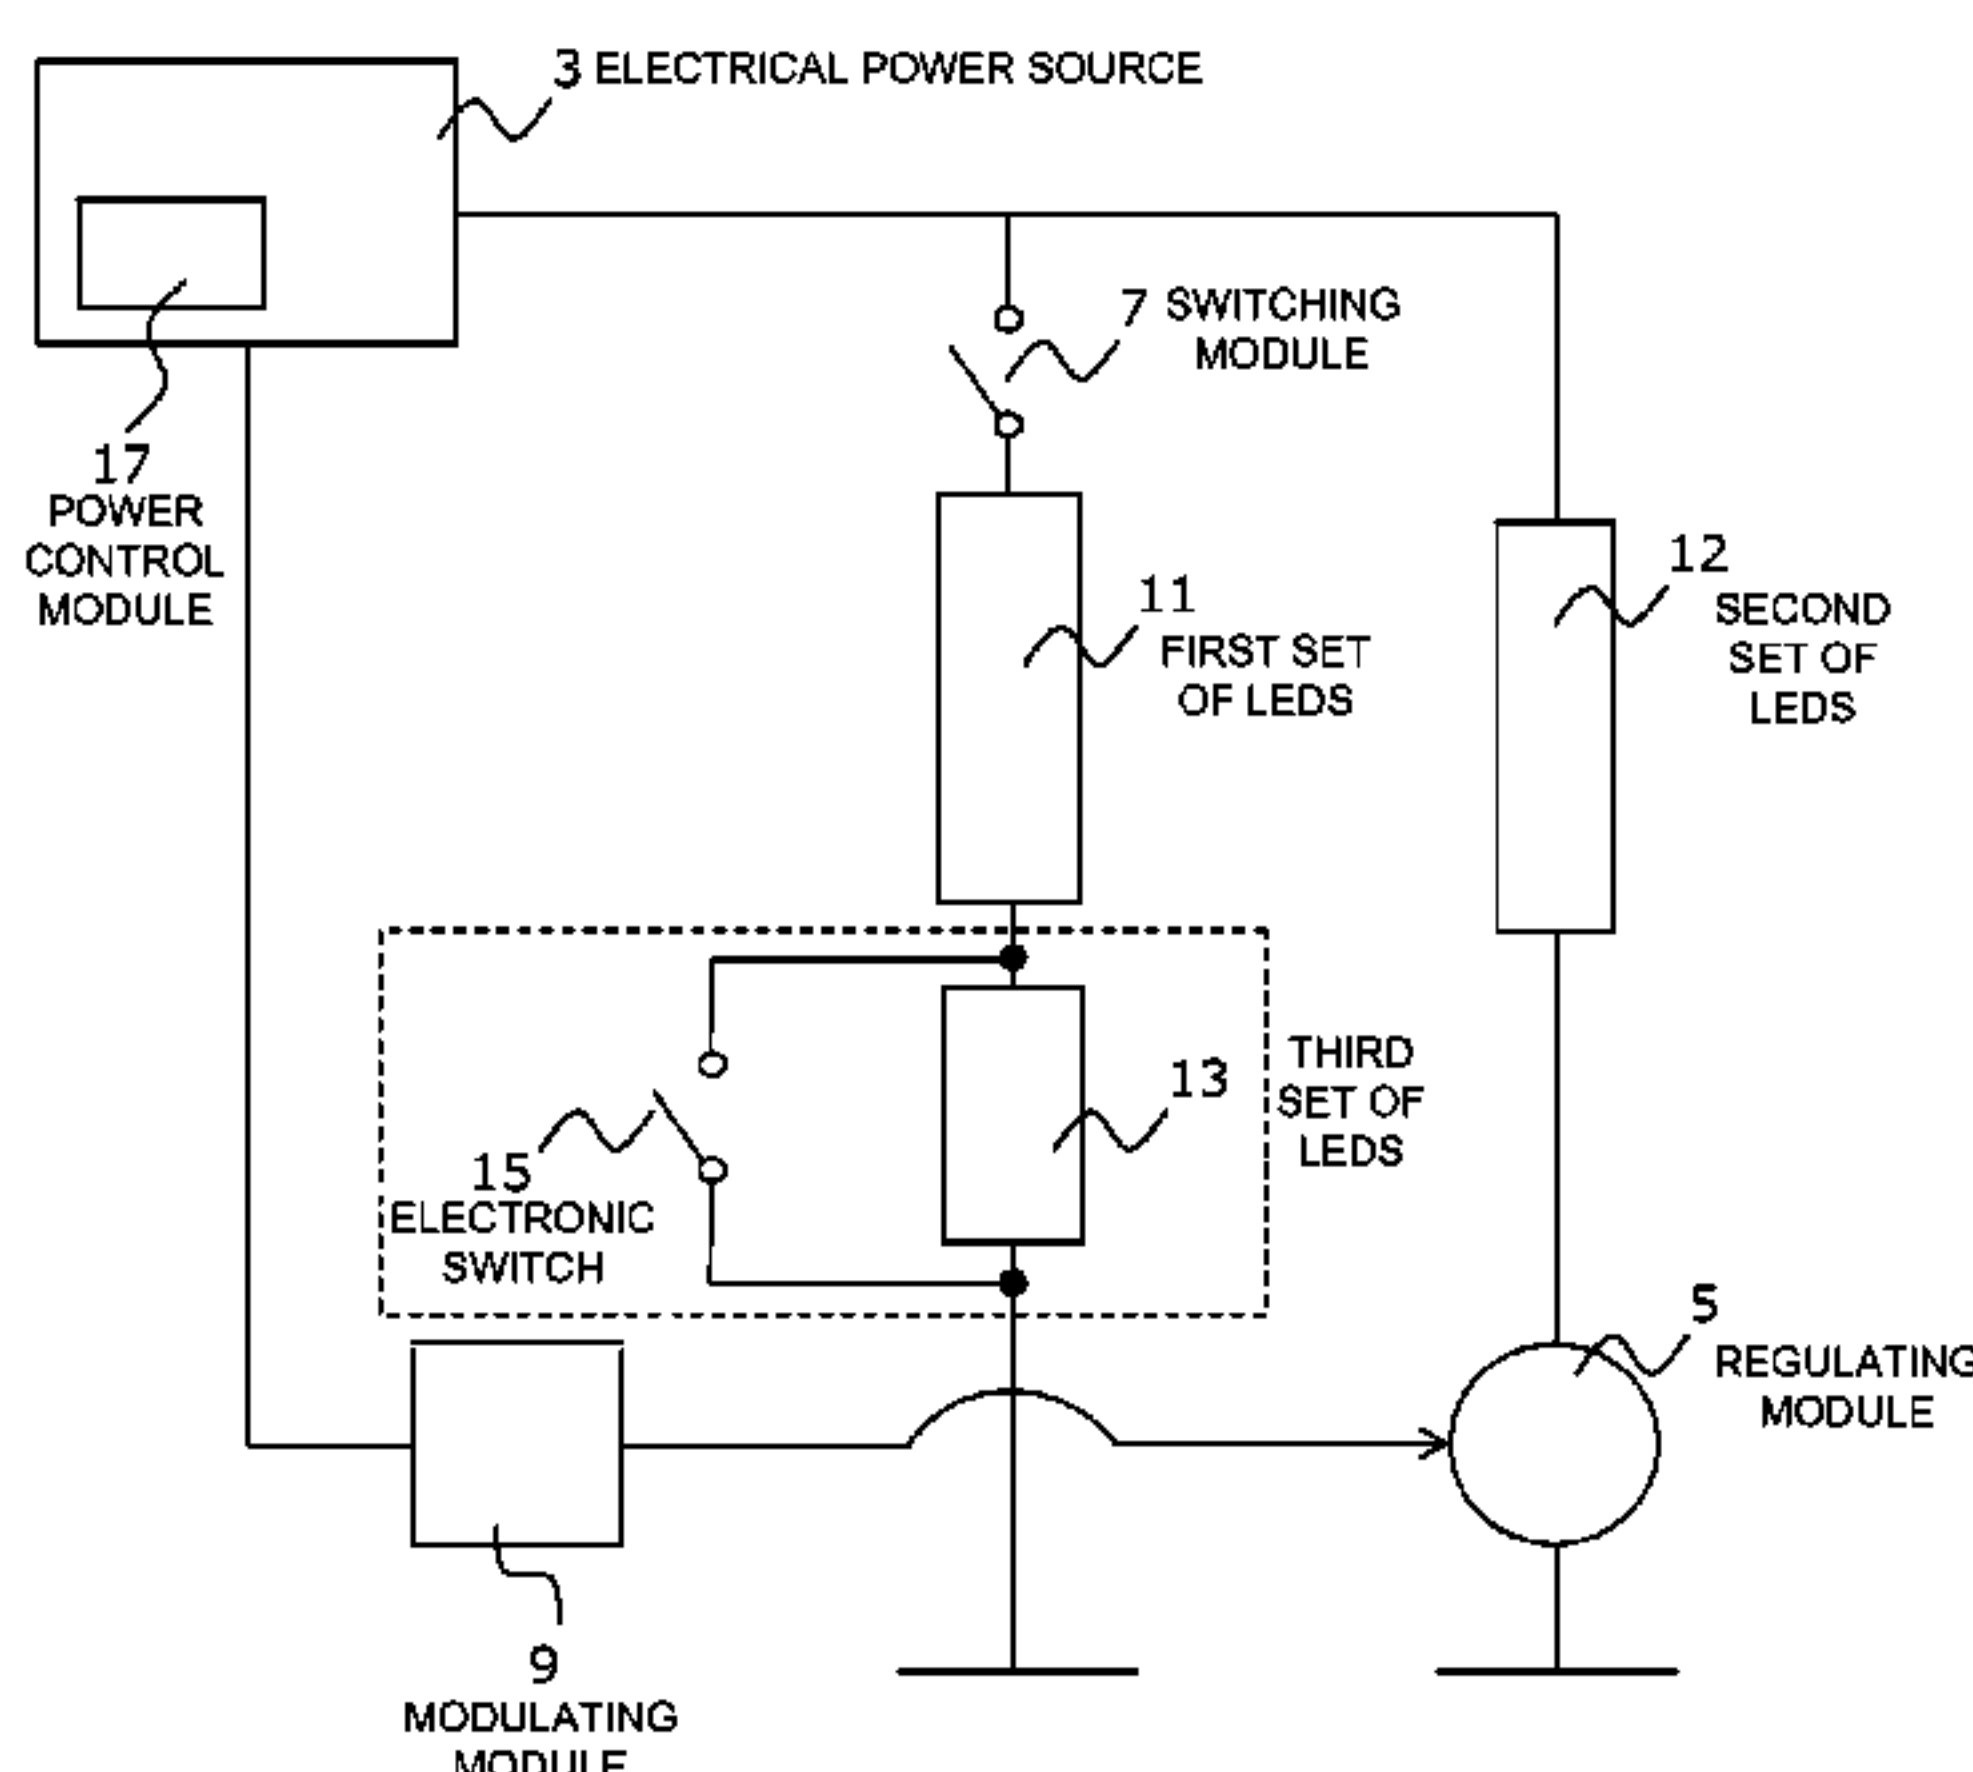 3 ELECTRICAL POWER SOURCE
7 SWITCHING
MODULE
17
POWER
CONTROL
MODULE
11
FIRST SET
OF LEDS
12
SECOND
SET OF
LEDS
13
THIRD
SET OF
LEDS
15
ELECTRONIC
SWITCH
5
REGULATING
MODULE
9
MODULATING
MODULE